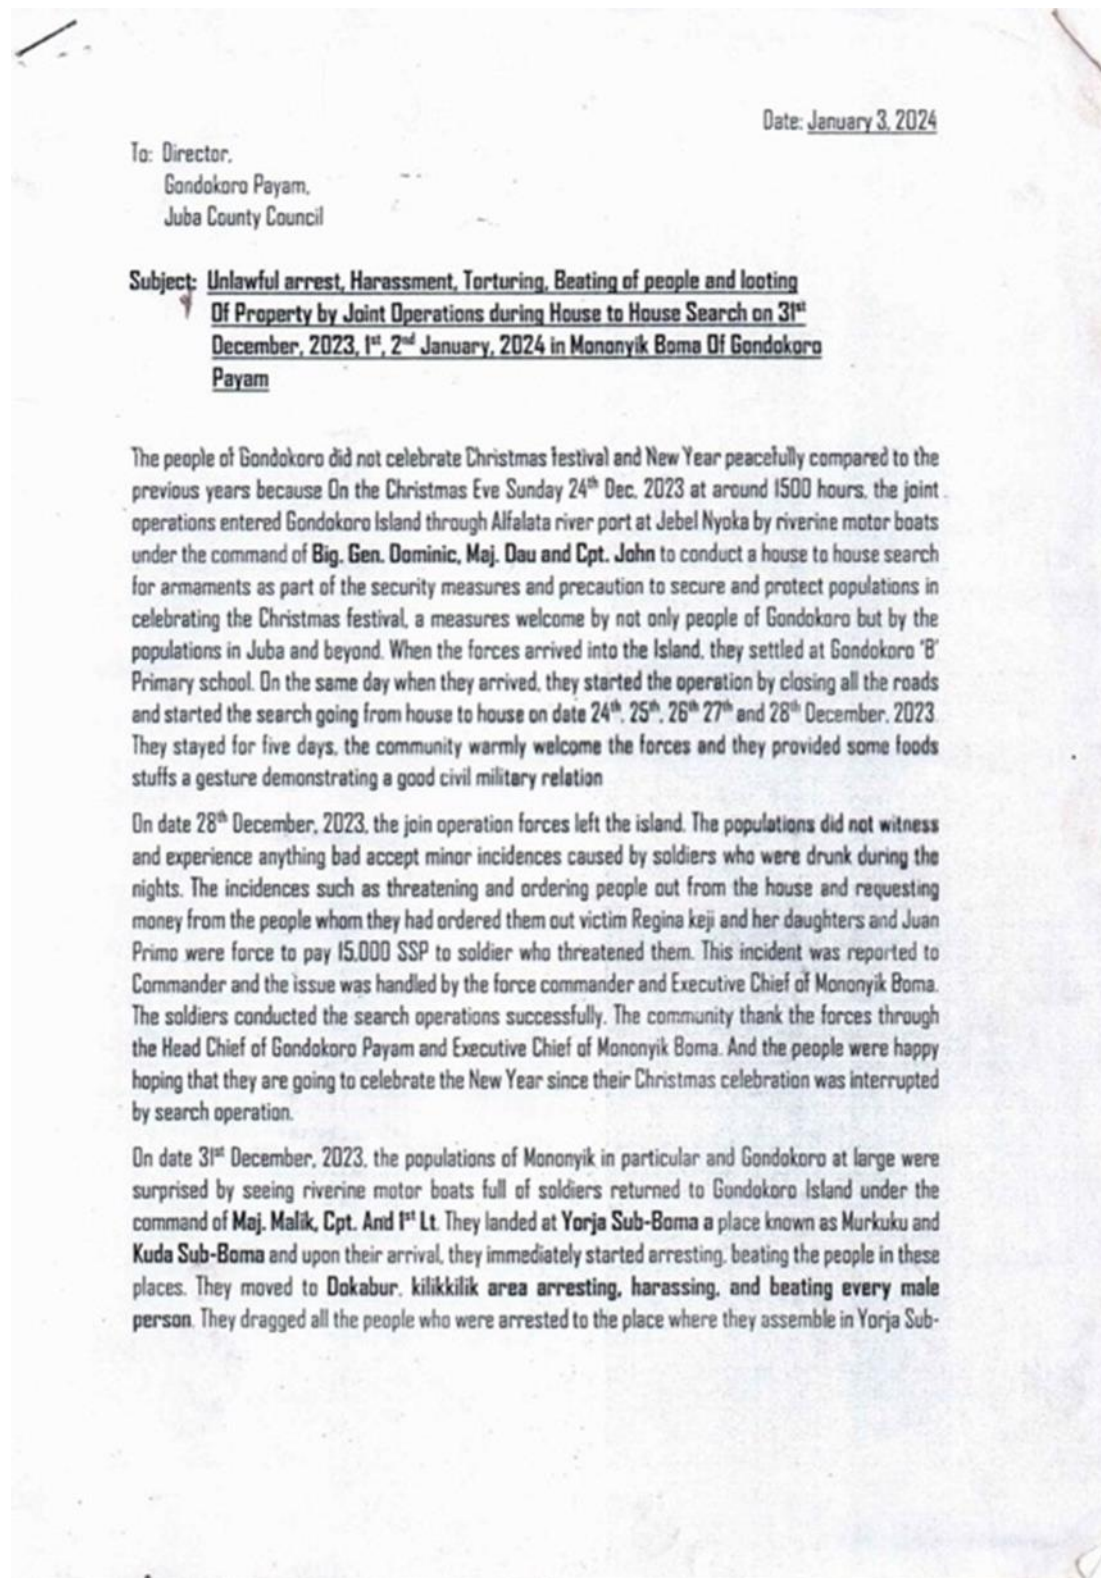 Date: January 3, 2024
To: Director,
Gondokoro Payam,
Juba County Council
Subject: Unlawful arrest, Harassment, Torturing, Beating of people and looting
Of Property by Joint Operations during House to House Search on 31st
December, 2023, 1st, 2nd January, 2024 in Mononyik Boma Of Gondokoro
Payam
The people of Gondokoro did not celebrate Christmas festival and New Year peacefully compared to the
previous years because On the Christmas Eve Sunday 24th Dec. 2023 at around 1500 hours, the joint
operations entered Gondokoro Island through Alfalata river port at Jebel Nyoka by riverine motor boats
under the command of Big. Gen. Dominic, Maj. Dau and Cpt. John to conduct a house to house search
for armaments as part of the security measures and precaution to secure and protect populations in
celebrating the Christmas festival, a measures welcome by not only people of Gondokoro but by the
populations in Juba and beyond. When the forces arrived into the Island, they settled at Gondokoro 'B'
Primary school. On the same day when they arrived, they started the operation by closing all the roads
and started the search going from house to house on date 24th, 25th, 26th 27th and 28th December, 2023.
They stayed for five days, the community warmly welcome the forces and they provided some foods
stuffs a gesture demonstrating a good civil military relation
On date 28th December, 2023, the join operation forces left the island. The populations did not witness
and experience anything bad accept minor incidences caused by soldiers who were drunk during the
nights. The incidences such as threatening and ordering people out from the house and requesting
money from the people whom they had ordered them out victim Regina keji and her daughters and Juan
Primo were force to pay 15,000 SSP to soldier who threatened them. This incident was reported to
Commander and the issue was handled by the force commander and Executive Chief of Mononyik Boma.
The soldiers conducted the search operations successfully. The community thank the forces through
the Head Chief of Gondokoro Payam and Executive Chief of Mononyik Boma. And the people were happy
hoping that they are going to celebrate the New Year since their Christmas celebration was interrupted
by search operation.
On date 31st December, 2023, the populations of Mononyik in particular and Gondokoro at large were
surprised by seeing riverine motor boats full of soldiers returned to Gondokoro Island under the
command of Maj. Malik, Cpt. And 1st Lt. They landed at Yorja Sub-Boma a place known as Murkuku and
Kuda Sub-Boma and upon their arrival, they immediately started arresting, beating the people in these
places. They moved to Dokabur, kilikkilik area arresting, harassing, and beating every male
person. They dragged all the people who were arrested to the place where they assemble in Yorja Sub-